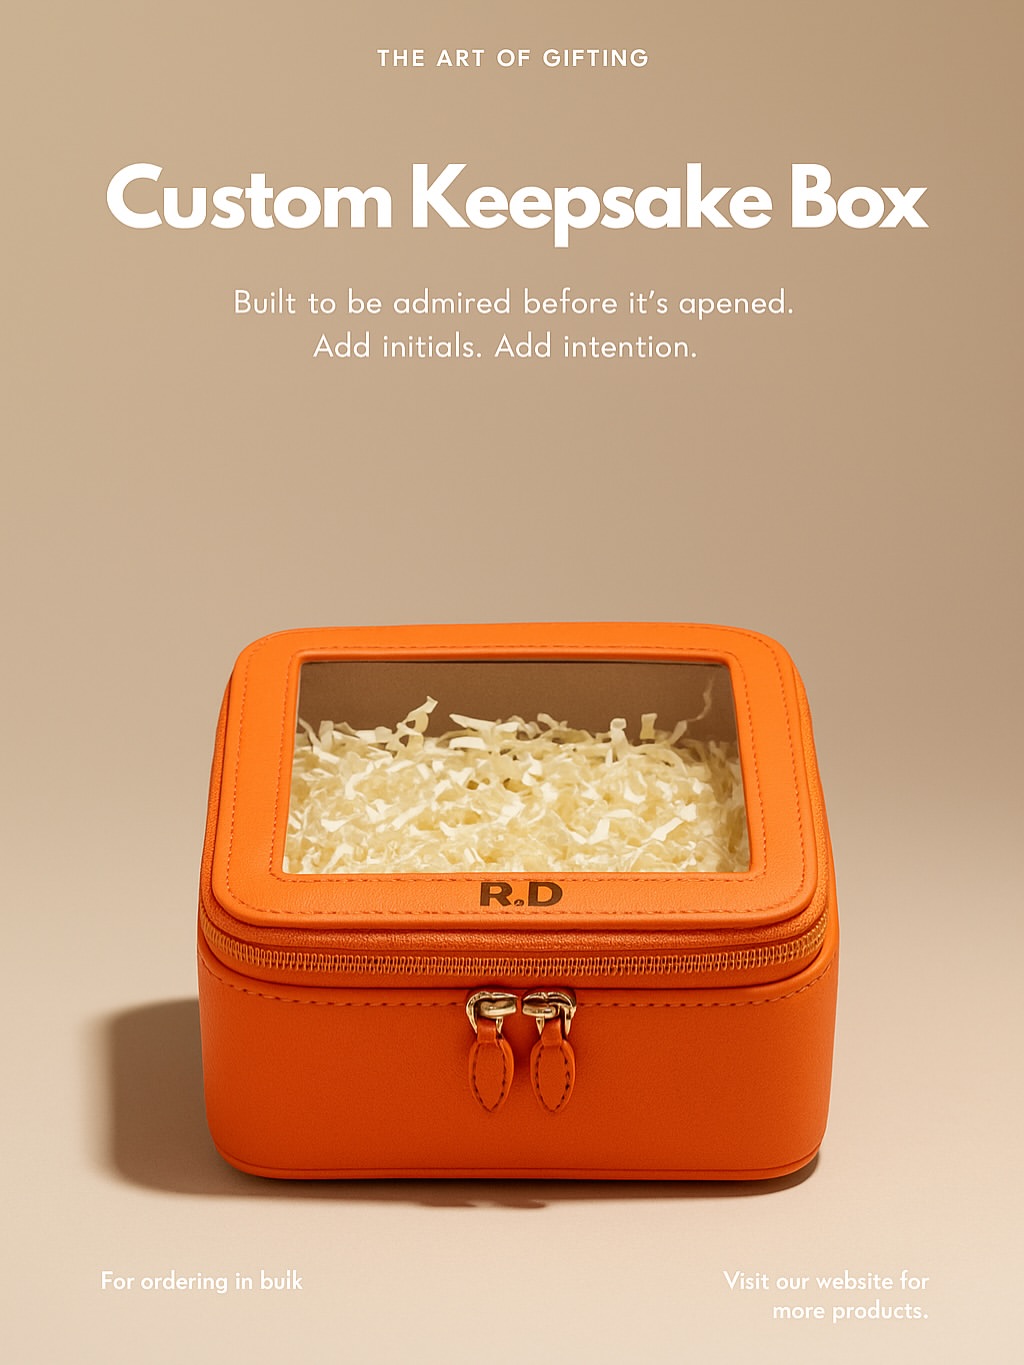 THE ART OF GIFTING
Custom Keepsake Box
Built to be admired before it's apened.
Add initials. Add intention.
R.D
For ordering in bulk
Visit our website for
more products.